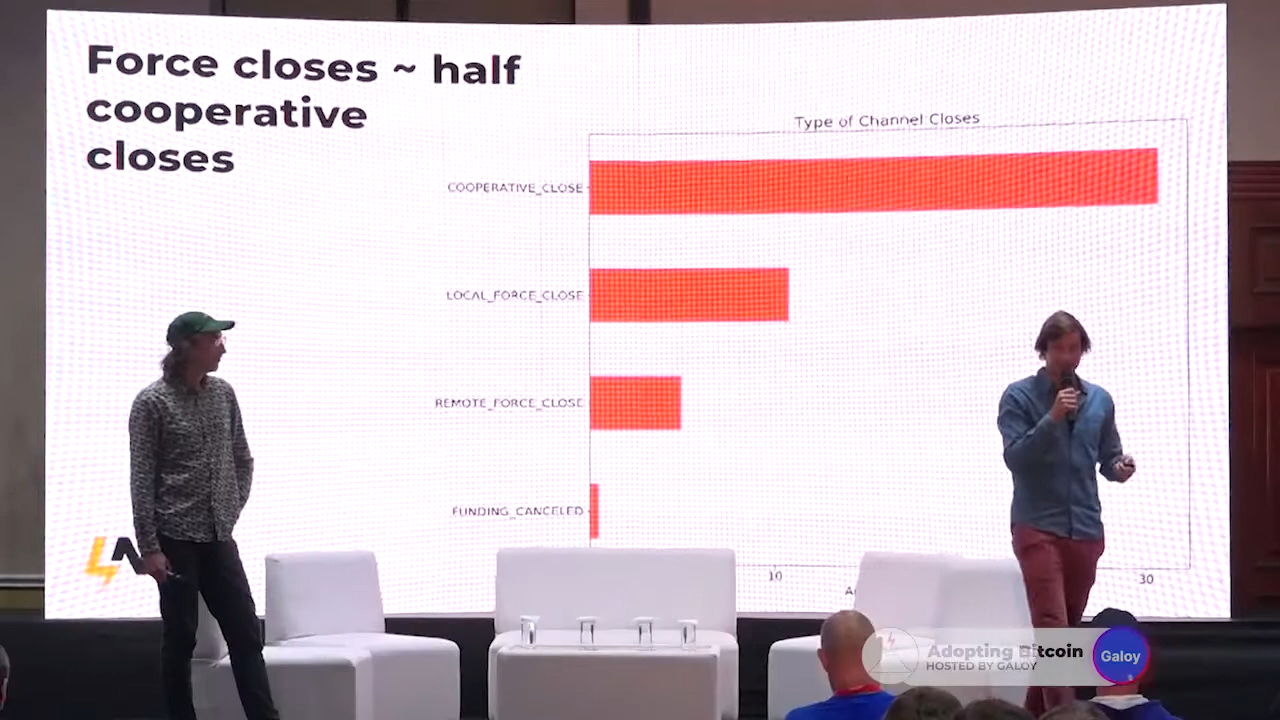 Force closes ~ half
cooperative
closes
Type of Channel Closes
COOPERATIVE_CLOSE
LOCAL_FORCE_CLOSE
REMOTE_FORCE_CLOSE
FUNDING_CANCELED
10
30
Adopting Bitcoin
HOSTED BY GALOY
Galoy